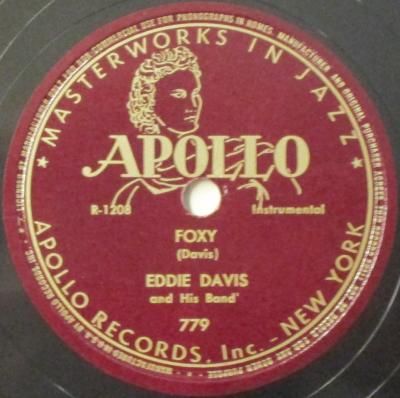 MASTERWORKS IN JAZZ
APOLLO
R-1208
Instrumental
FOXY
(Davis)
EDDIE DAVIS
and His Band
779
APOLLO RECORDS, Inc. – NEW YORK